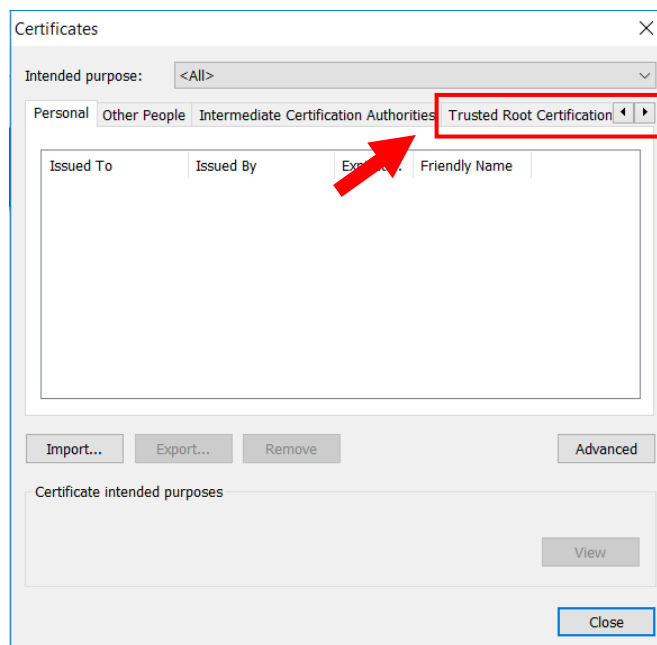 Certificates
Intended purpose: <All>
Personal Other People Intermediate Certification Authorities Trusted Root Certification
Issued To Issued By Friendly Name
Import... Export... Remove Advanced
Certificate intended purposes
View
Close